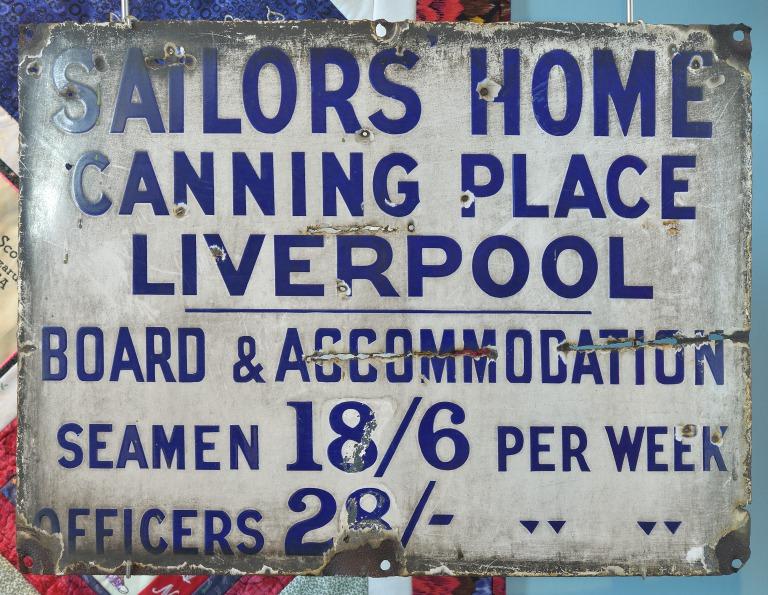 SAILORS' HOME
CANNING PLACE
LIVERPOOL
BOARD & ACCOMMODATION
SEAMEN 18/6 PER WEEK
OFFICERS 28/- " "